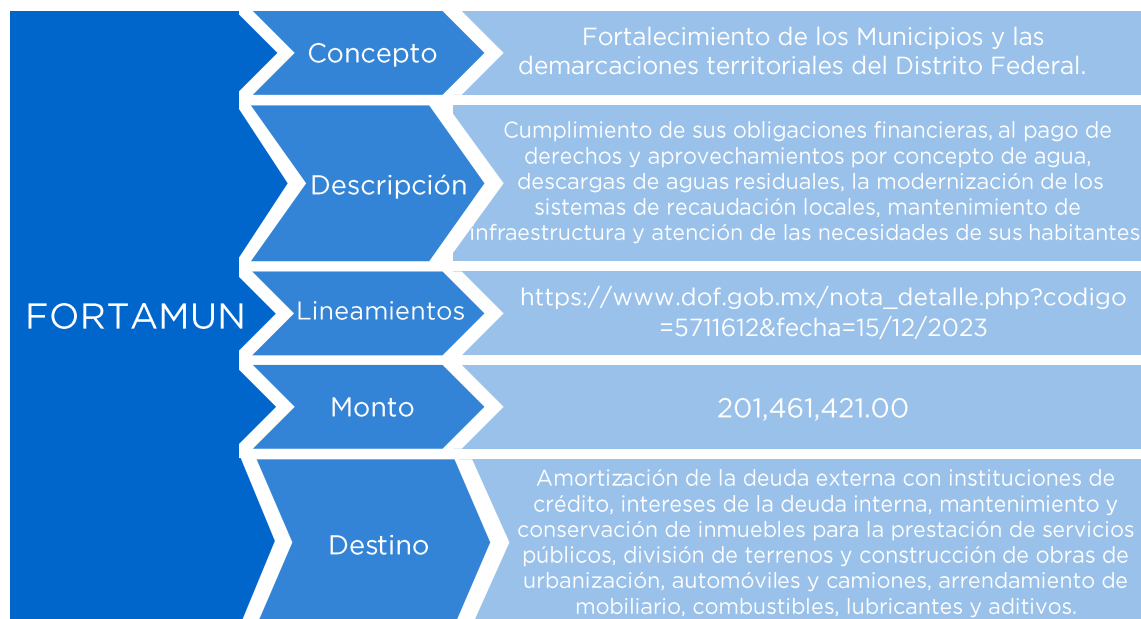 FORTAMUN
Concepto
Fortalecimiento de los Municipios y las
demarcaciones territoriales del Distrito Federal.
Descripción
Cumplimiento de sus obligaciones financieras, al pago de
derechos y aprovechamientos por concepto de agua,
descargas de aguas residuales, la modernización de los
sistemas de recaudación locales, mantenimiento de
infraestructura y atención de las necesidades de sus habitantes
Lineamientos
https://www.dof.gob.mx/nota_detalle.php?codigo
=5711612&fecha=15/12/2023
Monto
201,461,421.00
Destino
Amortización de la deuda externa con instituciones de
crédito, intereses de la deuda interna, mantenimiento y
conservación de inmuebles para la prestación de servicios
públicos, división de terrenos y construcción de obras de
urbanización, automóviles y camiones, arrendamiento de
mobiliario, combustibles, lubricantes y aditivos.